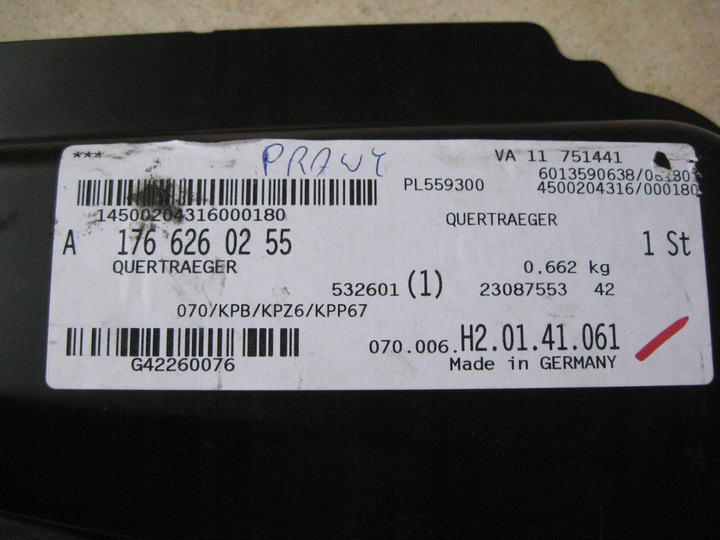 ***
PRAWY
VA 11 751441
6013590638/
PL559300
4500204316/000180
14500204316000180
QUERTRAEGER
A 176 626 02 55
1 St
QUERTRAEGER
0,662 kg
532601 (1) 23087553 42
070/KPB/KPZ6/KPP67
070.006.H2.01.41.061
G42260076
Made in GERMANY